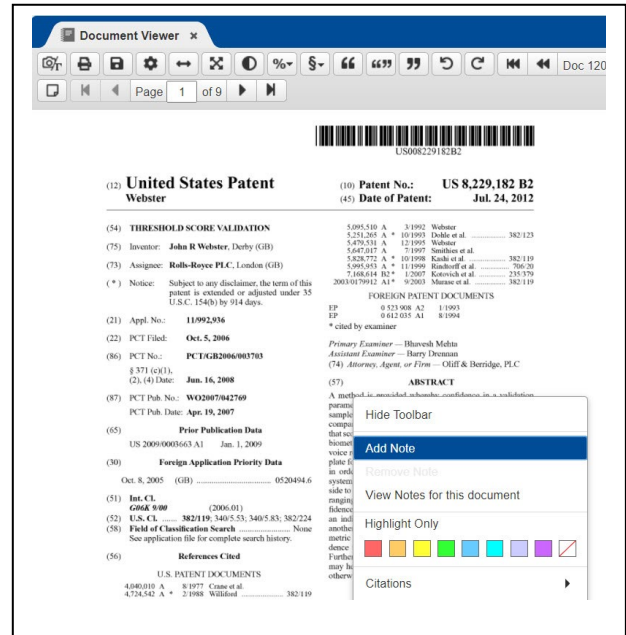 Document Viewer ×
%▾ §▾ Doc 120
Page 1 of 9
US008229182B2
(12) United States Patent
Webster
(10) Patent No.: US 8,229,182 B2
(45) Date of Patent: Jul. 24, 2012
(54) THRESHOLD SCORE VALIDATION
(75) Inventor: John R Webster, Derby (GB)
(73) Assignee: Rolls-Royce PLC, London (GB)
( * ) Notice: Subject to any disclaimer, the term of this
patent is extended or adjusted under 35
U.S.C. 154(b) by 914 days.
(21) Appl. No.: 11/992,936
(22) PCT Filed: Oct. 5, 2006
(86) PCT No.: PCT/GB2006/003703
§ 371 (c)(1),
(2), (4) Date: Jun. 16, 2008
(87) PCT Pub. No.: WO2007/042769
PCT Pub. Date: Apr. 19, 2007
(65) Prior Publication Data
US 2009/0003663 A1 Jan. 1, 2009
(30) Foreign Application Priority Data
Oct. 8, 2005 (GB) ................................... 0520494.6
(51) Int. Cl.
G06K 9/00 (2006.01)
(52) U.S. Cl. ........ 382/119; 340/5.53; 340/5.83; 382/224
(58) Field of Classification Search .................. None
See application file for complete search history.
(56) References Cited
U.S. PATENT DOCUMENTS
4,040,010 A 8/1977 Crane et al.
4,724,542 A * 2/1988 Williford ..................... 382/119
5,095,510 A 3/1992 Webster
5,251,265 A * 10/1993 Dohle et al. .................. 382/123
5,479,531 A 12/1995 Webster
5,647,017 A 7/1997 Smithies et al.
5,828,772 A * 10/1998 Kashi et al. .................. 382/119
5,995,953 A * 11/1999 Rindtorff et al. .............. 706/20
7,168,614 B2 * 1/2007 Kotovich et al. ............. 235/379
2003/0179912 A1* 9/2003 Murase et al. ................. 382/119
FOREIGN PATENT DOCUMENTS
EP 0 523 908 A2 1/1993
EP 0 612 035 A1 8/1994
* cited by examiner
Primary Examiner — Bhavesh Mehta
Assistant Examiner — Barry Drennan
(74) Attorney, Agent, or Firm — Oliff & Berridge, PLC
(57) ABSTRACT
A method is provided whereby confidence in a validation
Hide Toolbar
Add Note
Remove Note
View Notes for this document
Highlight Only
Citations